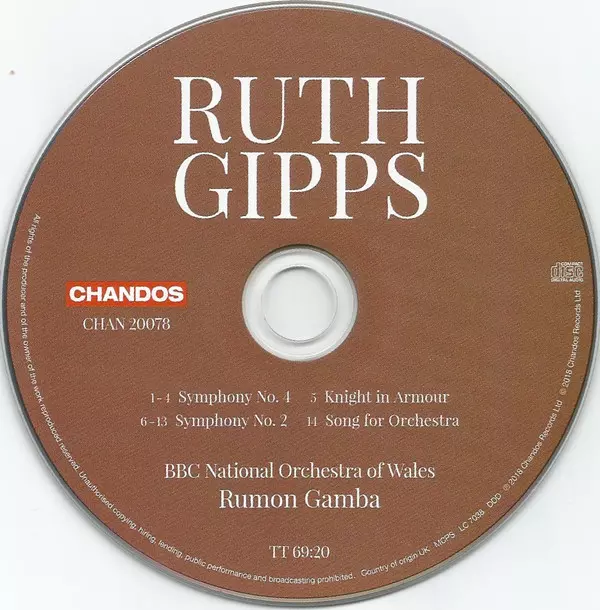 RUTH
GIPPS
COMPACT
disc
DIGITAL AUDIO
CHANDOS
CHAN 20078
1-4 Symphony No. 4 5 Knight in Armour
6-13 Symphony No. 2 14 Song for Orchestra
BBC National Orchestra of Wales
Rumon Gamba
TT 69:20
All rights of the producer and of the owner of the work reproduced reserved. Unauthorised copying, hiring, lending, public performance and broadcasting prohibited. Country of origin UK. MCPS LC 7038 DDD ℗ 2018 Chandos Records Ltd © 2018 Chandos Records Ltd